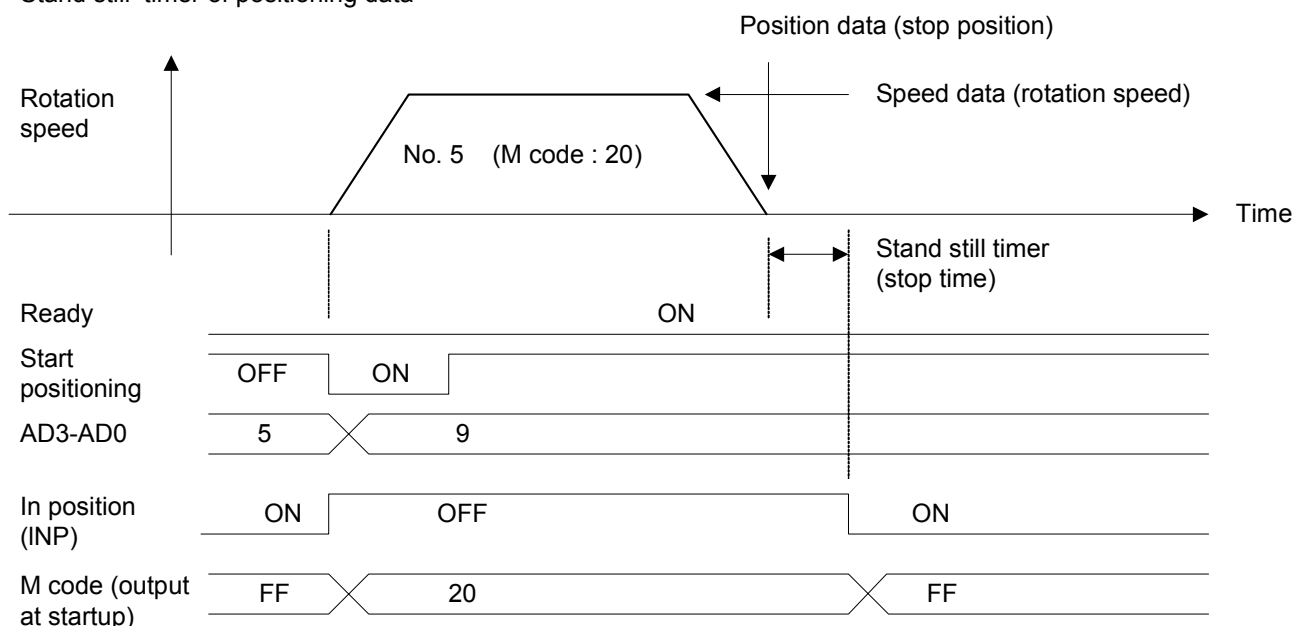 Stand still timer of positioning data
Position data (stop position)
Rotation
speed
Speed data (rotation speed)
No. 5 (M code : 20)
Time
Stand still timer
(stop time)
Ready
ON
Start
positioning
OFF
ON
AD3-AD0
5
9
In position
(INP)
ON
OFF
ON
M code (output
at startup)
FF
20
FF